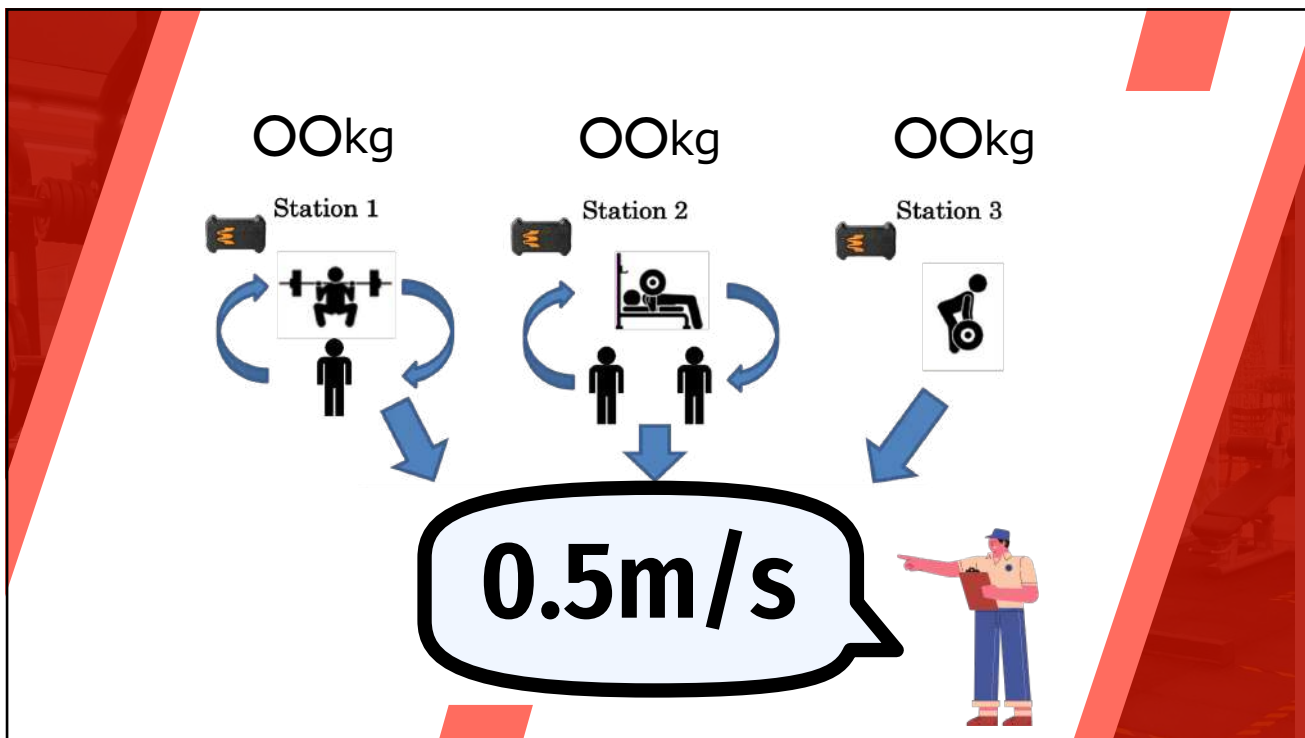 〇〇kg
〇〇kg
〇〇kg
Station 1
Station 2
Station 3
0.5m/s